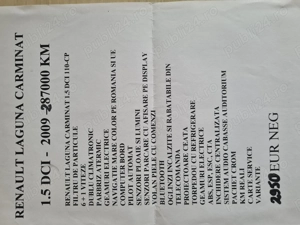 RENAULT LAGUNA CARMINAT
1.5 DCI - 2009 -287000 KM
RENAULT LAGUNA CARMINAT 1.5 DCI 110-CP
FILTRU DE PARTICULE
6 + 1 VITEZE
DUBLU CLIMATRONIC
PARBRIZ ATERMIC
GEAMURI ELECTRICE
NAVIGATIE MARE COLOR PE ROMANIA SI UE
COMPUTER BORD
PILOT AUTOMAT
SENZORI PLOAIE SI LUMINI
SENZORI PARCARE CU AFISARE PE DISPLAY
VOLAN PIELE CU COMENZI
BLUETOOTH
OGLINZI INCALZITE SI RABATABILE DIN
TELECOMANDA
PROIECTOARE CEATA
TORPEDOU CU REFRIGERARE
GEAMURI ELECTRICE
ABS, ESP, ESC, CTA
INCHIDERE CENTRALIZATA
SISTEM AUDIO CABASSE AUDITORIUM
PACHET CROM
KM REALI
CARTE SERVICE
VARIANTE
2950 EUR NEG